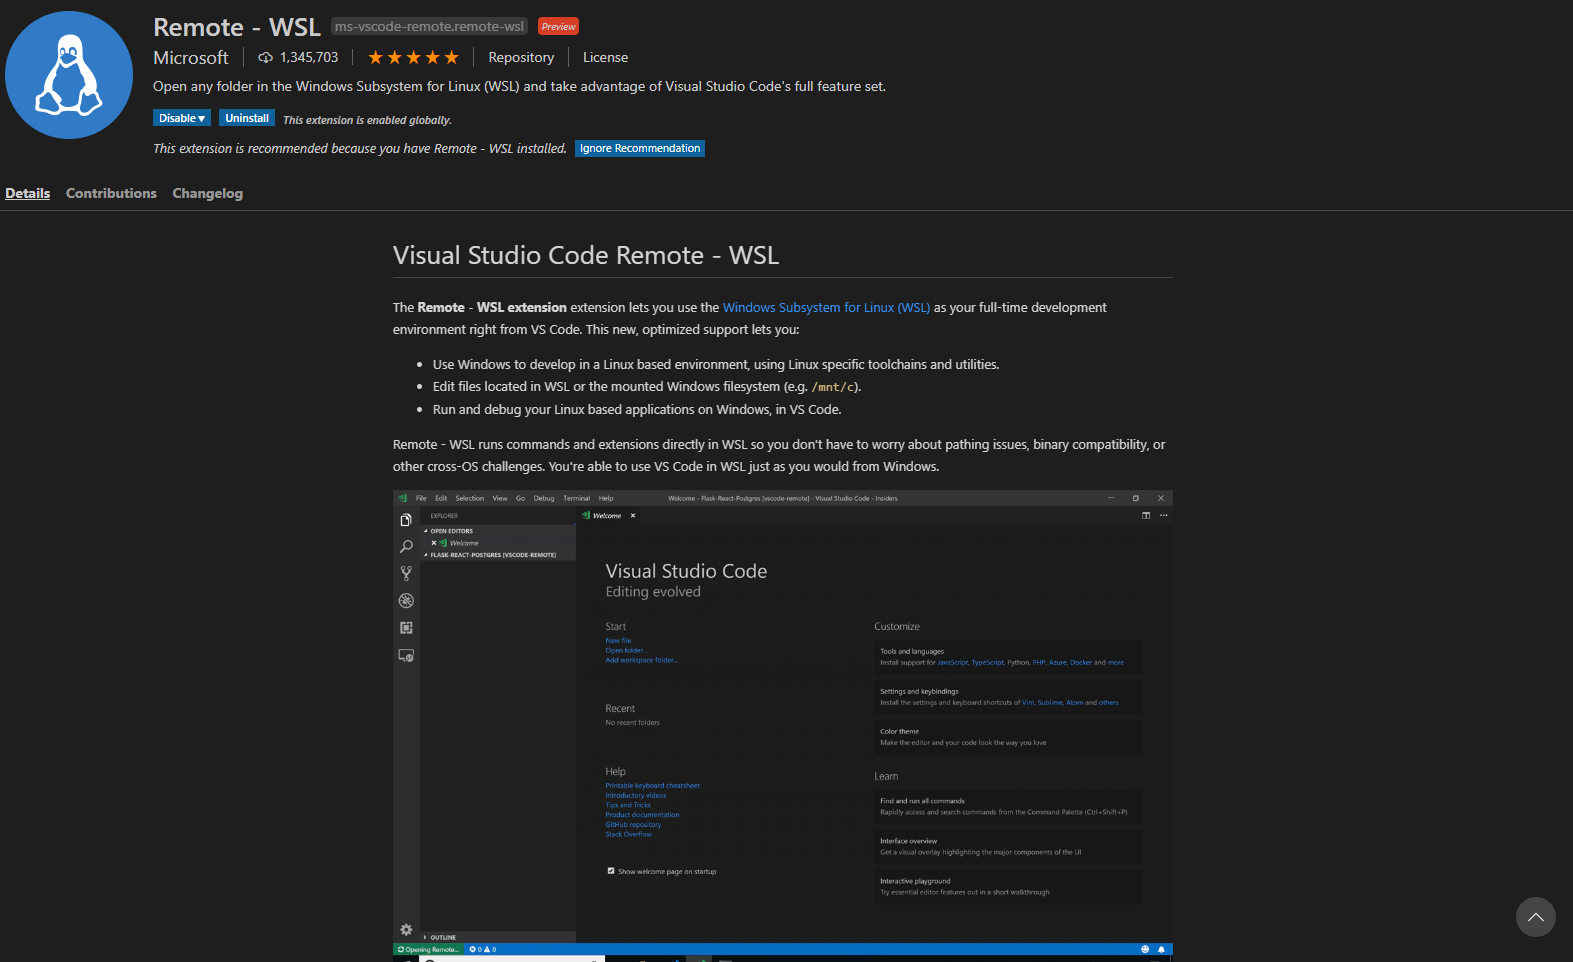 Remote - WSL ms-vscode-remote.remote-wsl Preview
Microsoft 1,345,703 Repository License
Open any folder in the Windows Subsystem for Linux (WSL) and take advantage of Visual Studio Code's full feature set.
Disable Uninstall This extension is enabled globally.
This extension is recommended because you have Remote - WSL installed. Ignore Recommendation
Details Contributions Changelog
Visual Studio Code Remote - WSL
The Remote - WSL extension extension lets you use the Windows Subsystem for Linux (WSL) as your full-time development
environment right from VS Code. This new, optimized support lets you:
• Use Windows to develop in a Linux based environment, using Linux specific toolchains and utilities.
• Edit files located in WSL or the mounted Windows filesystem (e.g. /mnt/c).
• Run and debug your Linux based applications on Windows, in VS Code.
Remote - WSL runs commands and extensions directly in WSL so you don't have to worry about pathing issues, binary compatibility, or
other cross-OS challenges. You're able to use VS Code in WSL just as you would from Windows.
File Edit Selection View Go Debug Terminal Help Welcome - Flask-React-Postgres [vscode-remote] - Visual Studio Code - Insiders
EXPLORER
Welcome
OPEN EDITORS
Welcome
FLASK-REACT-POSTGRES [VSCODE-REMOTE]
Visual Studio Code
Editing evolved
Start
New file
Open folder...
Add workspace folder...
Recent
No recent folders
Help
Printable keyboard cheatsheet
Introductory videos
Tips and Tricks
Product documentation
GitHub repository
Stack Overflow
Show welcome page on startup
Customize
Tools and languages
Install support for JavaScript, TypeScript, Python, PHP, Azure, Docker and more
Settings and keybindings
Install the settings and keyboard shortcuts of Vim, Sublime, Atom and others
Color theme
Make the editor and your code look the way you love
Learn
Find and run all commands
Rapidly access and search commands from the Command Palette (Ctrl+Shift+P)
Interface overview
Get a visual overlay highlighting the major components of the UI
Interactive playground
Try essential editor features out in a short walkthrough
OUTLINE
Opening Remote... 0 0